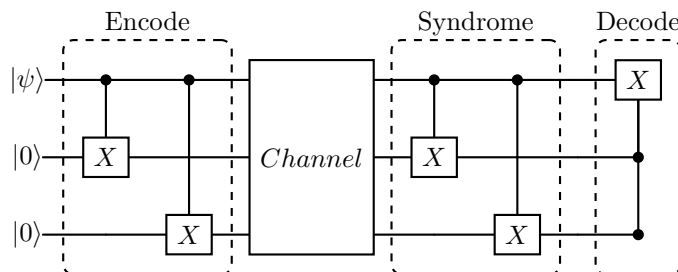 Encode Syndrome Decode
|ψ⟩ X
|0⟩ X Channel X
|0⟩ X X